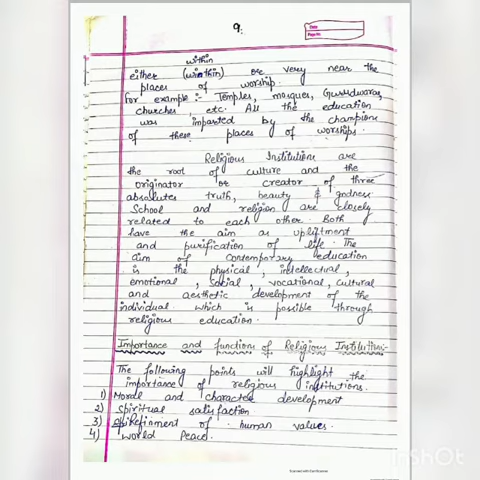 9.
Date
Page No.
within
either (within) or very near the
places of worship.
for example :- Temples, mosques, Gurudwaras,
churches, etc. All the education
was imparted by the champions
of these places of worships.
Religious Institutions are
the root of culture and the
originator or creator of three
absolutes truth, beauty & godness.
School and religion are closely
related to each other. Both
have the aim as upliftment
and purification of life. The
aim of contemporary education
is the physical, intellectual,
emotional, social, vocational, cultural
and aesthetic development of the
individual which is possible through
religious education.
Importance and function of Religious Institution:-
The following points will highlight the
importance of religious institutions.
1) Morale and character development
2) Spiritual satisfaction.
3) Refinment of human values.
4) World Peace.
Scanned with CamScanner
InShOt